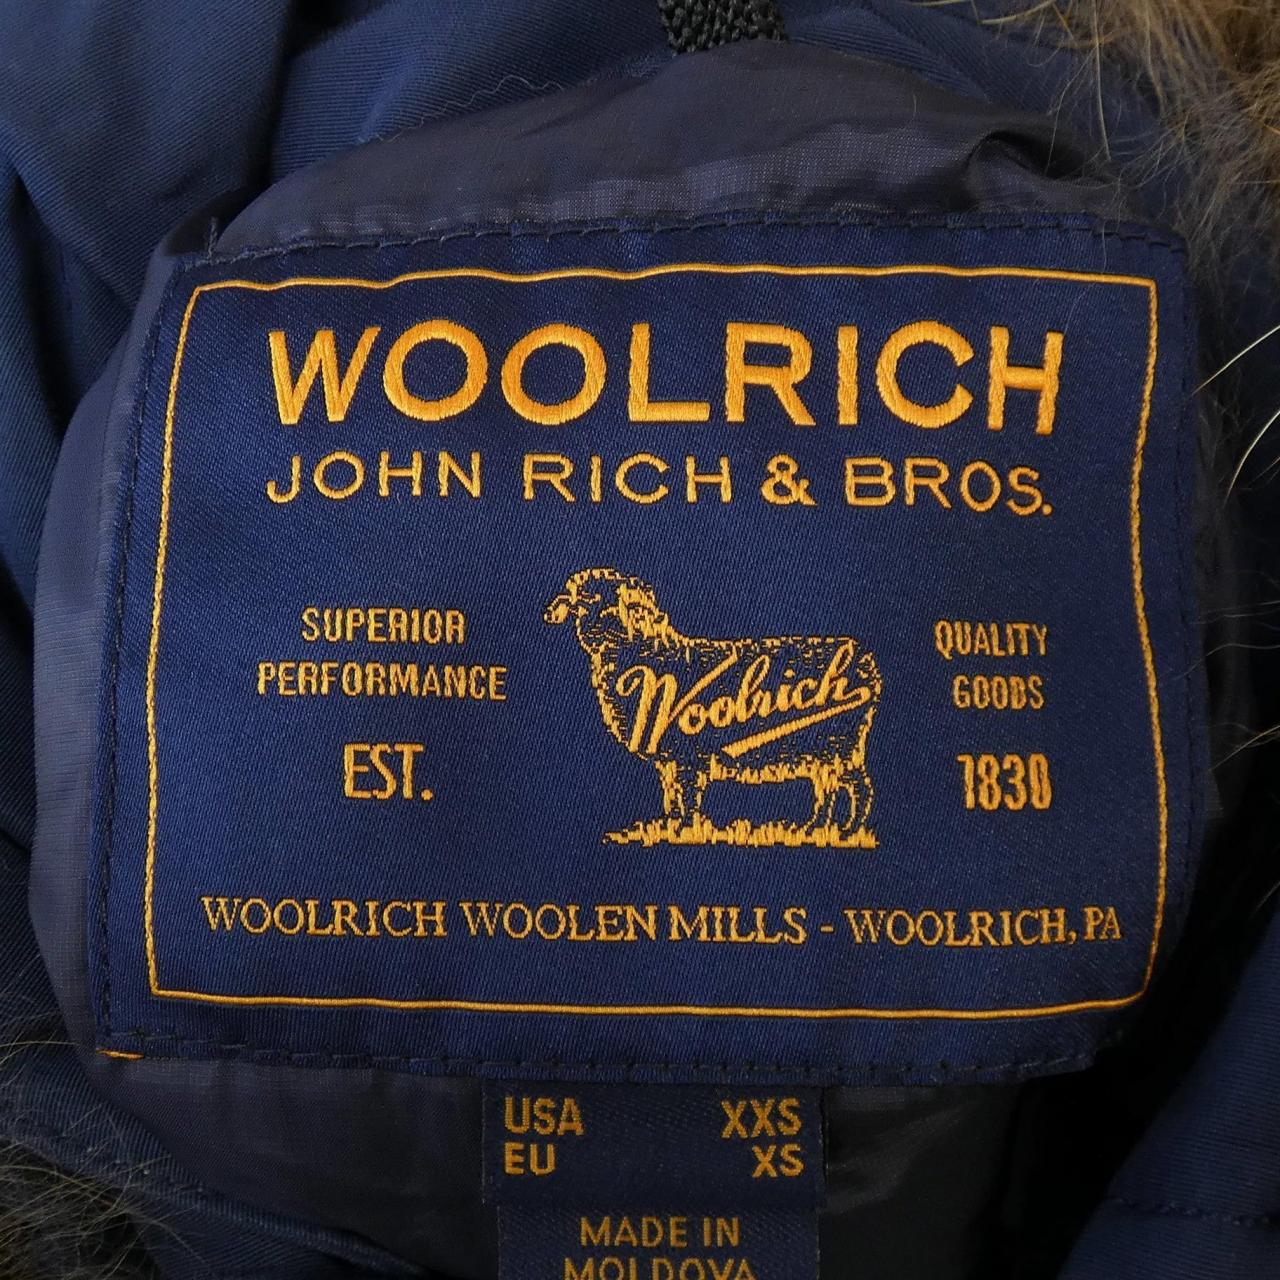 WOOLRICH
JOHN RICH & BROS.
SUPERIOR
PERFORMANCE
QUALITY
GOODS
Woolrich
EST.
1830
WOOLRICH WOOLEN MILLS - WOOLRICH, PA
USA XXS
EU XS
MADE IN
MOLDOVA